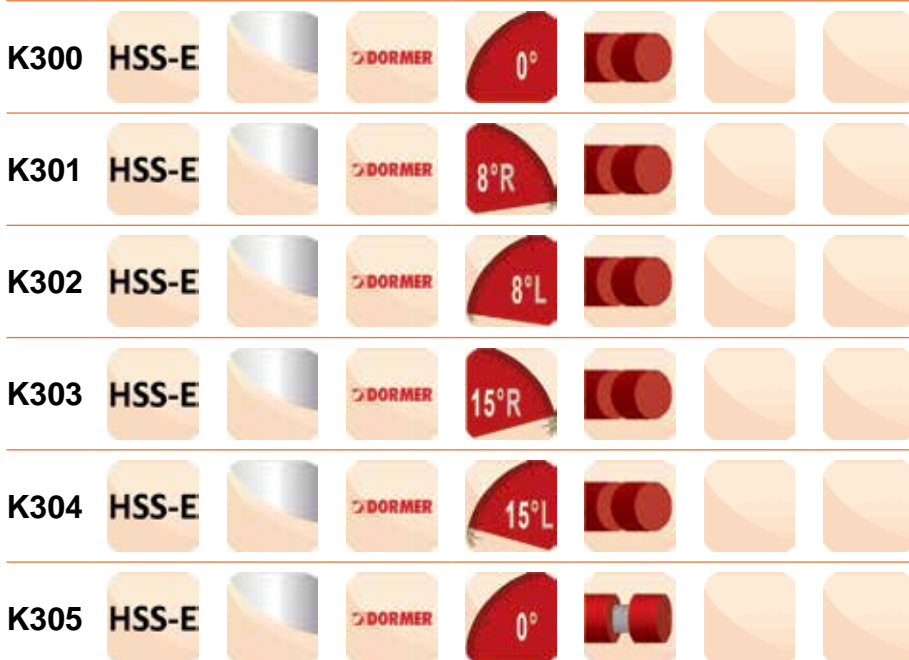 K300 HSS-E DORMER 0°
K301 HSS-E DORMER 8°R
K302 HSS-E DORMER 8°L
K303 HSS-E DORMER 15°R
K304 HSS-E DORMER 15°L
K305 HSS-E DORMER 0°